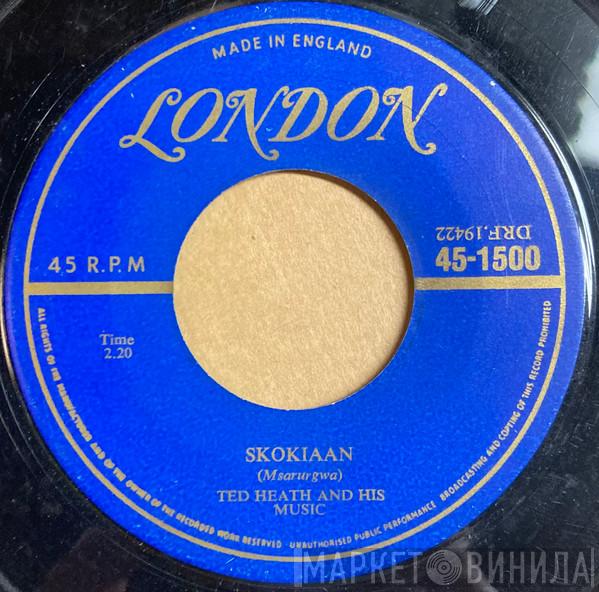 MADE IN ENGLAND
LONDON
DRF.19422
45 R.P.M
45-1500
Time
2.20
SKOKIAAN
(Msarurgwa)
TED HEATH AND HIS
MUSIC
ALL RIGHTS OF THE MANUFACTURER AND OF THE OWNER OF THE RECORDED WORK RESERVED · UNAUTHORISED PUBLIC PERFORMANCE BROADCASTING AND COPYING OF THIS RECORD PROHIBITED
МАРКЕТ ВИНИЛА